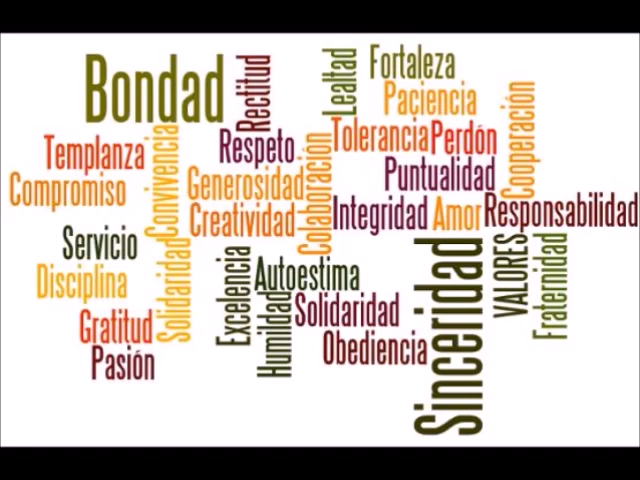 Bondad
Rectitud
Lealtad
Fortaleza
Paciencia
Cooperación
Templanza
Convivencia
Respeto
Colaboración
Tolerancia
Perdón
Compromiso
Generosidad
Puntualidad
Creatividad
Integridad
Amor
Responsabilidad
Servicio
Solidaridad
Disciplina
Excelencia
Autoestima
Humildad
Solidaridad
Sinceridad
VALORES
Fraternidad
Gratitud
Obediencia
Pasión